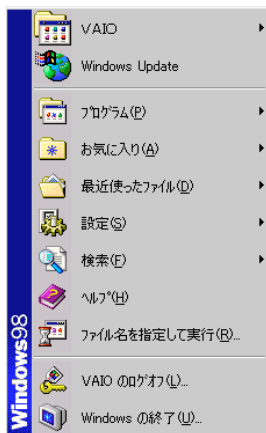 VAIO
Windows Update
ﾌﾟﾛｸﾞﾗﾑ(P)
お気に入り(A)
最近使ったﾌｧｲﾙ(D)
設定(S)
検索(F)
ﾍﾙﾌﾟ(H)
ﾌｧｲﾙ名を指定して実行(R)...
VAIO のﾛｸﾞｵﾌ(L)...
Windows の終了(U)...
Windows98